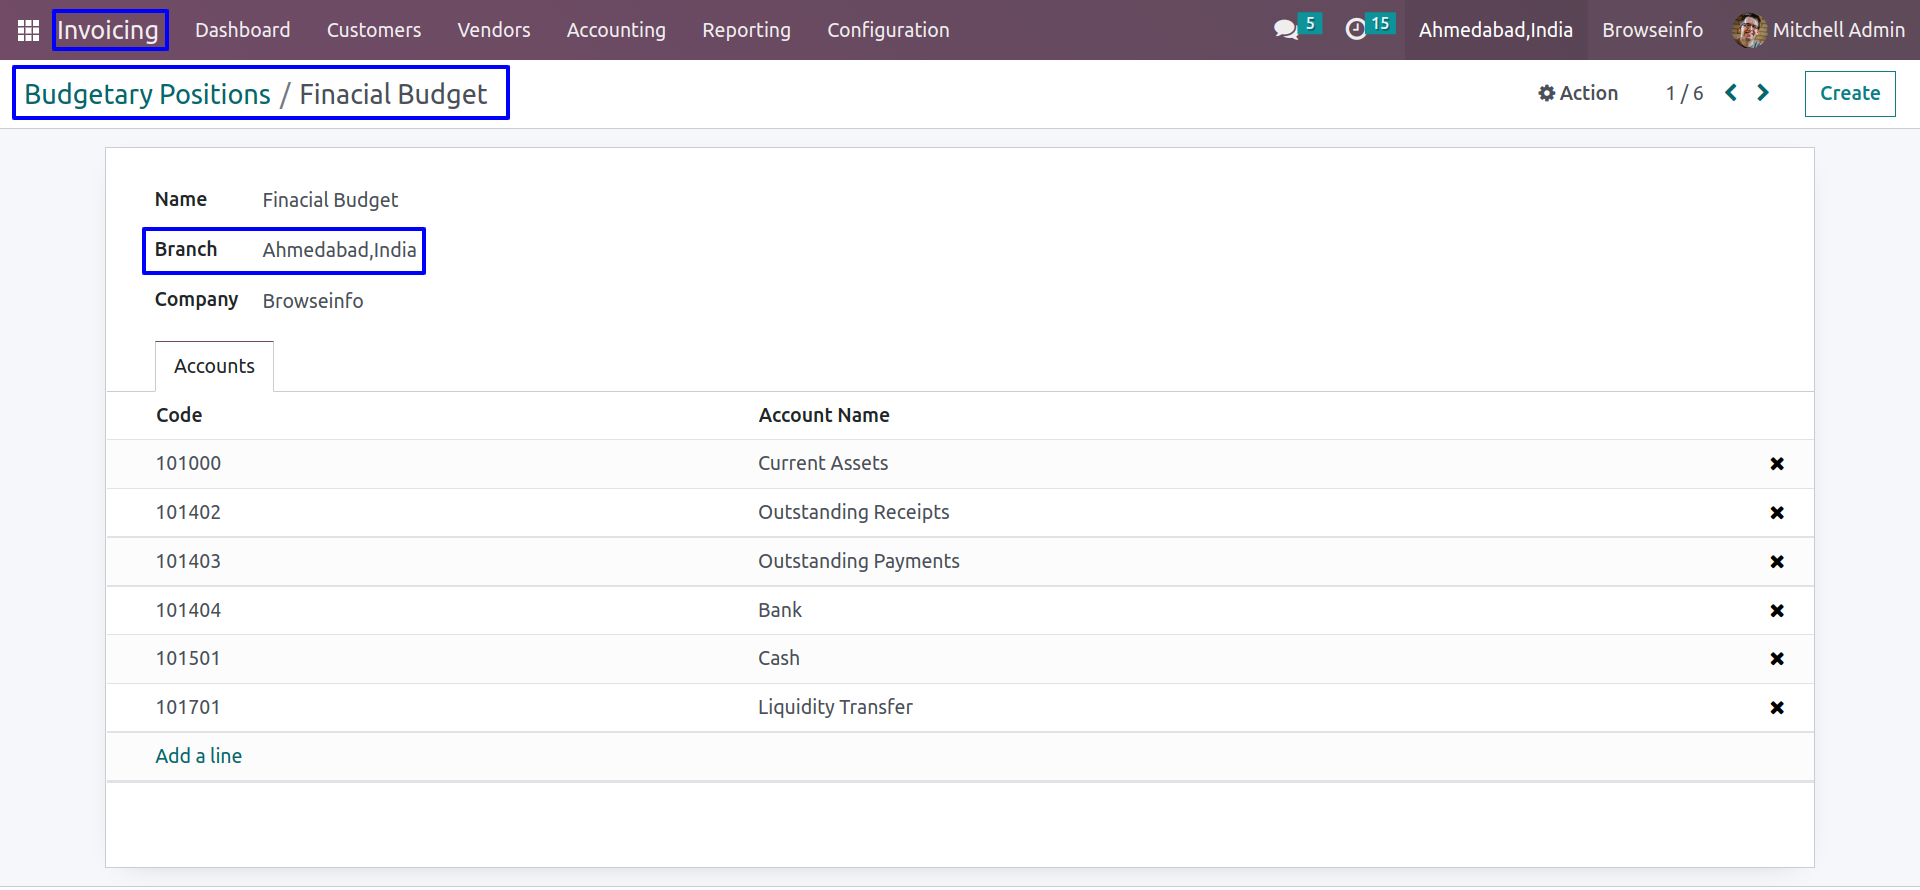 Invoicing Dashboard Customers Vendors Accounting Reporting Configuration 5 15 Ahmedabad,India Browseinfo Mitchell Admin
Budgetary Positions / Finacial Budget Action 1 / 6 Create
Name Finacial Budget
Branch Ahmedabad,India
Company Browseinfo
Accounts
Code Account Name
101000 Current Assets
101402 Outstanding Receipts
101403 Outstanding Payments
101404 Bank
101501 Cash
101701 Liquidity Transfer
Add a line